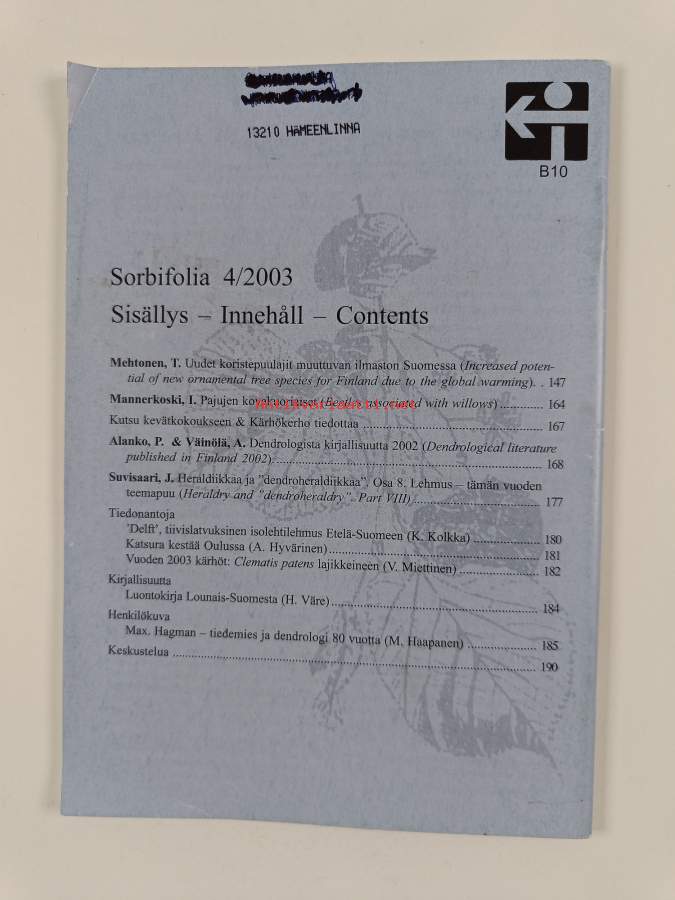 13210 HÄMEENLINNA
B10
Sorbifolia 4/2003
Sisällys – Innehåll – Contents
Mehtonen, T. Uudet koristepuulajit muuttuvan ilmaston Suomessa (Increased poten-
tial of new ornamental tree species for Finland due to the global warming). . 147
Mannerkoski, I. Pajujen kovakuoriaiset (Beetles associated with willows) ............. 164
Kutsu kevätkokoukseen & Kärhökerho tiedottaa ............. 167
Alanko, P. & Väinölä, A. Dendrologista kirjallisuutta 2002 (Dendrological literature
published in Finland 2002) ............. 168
Suvisaari, J. Heraldiikkaa ja "dendroheraldiikkaa". Osa 8. Lehmus – tämän vuoden
teemapuu (Heraldry and "dendroheraldry". Part VIII) ............. 177
Tiedonantoja
'Delft', tiivislatvuksinen isolehtilehmus Etelä-Suomeen (K. Kolkka) ............. 180
Katsura kestää Oulussa (A. Hyvärinen) ............. 181
Vuoden 2003 kärhöt: Clematis patens lajikkeineen (V. Miettinen) ............. 182
Kirjallisuutta
Luontokirja Lounais-Suomesta (H. Väre) ............. 184
Henkilökuva
Max. Hagman – tiedemies ja dendrologi 80 vuotta (M. Haapanen) ............. 185
Keskustelua ............. 190